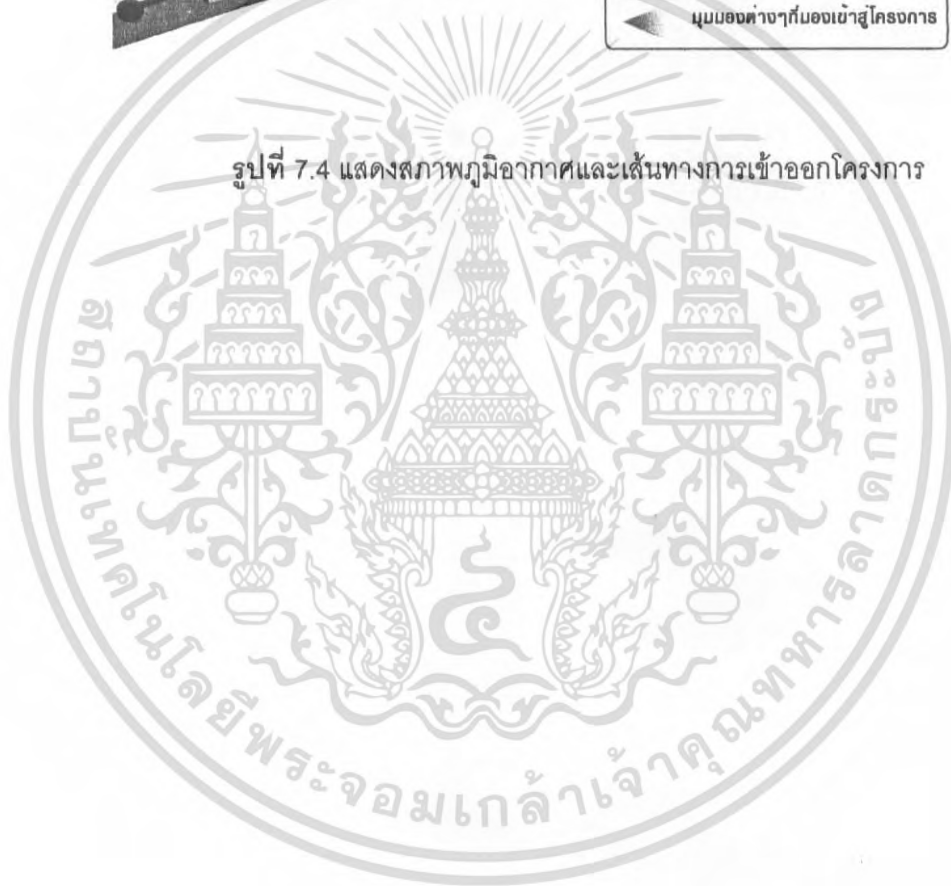 มุมมองต่างๆที่มองเข้าสู่โครงการ
รูปที่ 7.4 แสดงสภาพภูมิอากาศและเส้นทางการเข้าออกโครงการ
สถาบันเทคโนโลยีพระจอมเกล้าเจ้าคุณทหารลาดกระบัง
๔